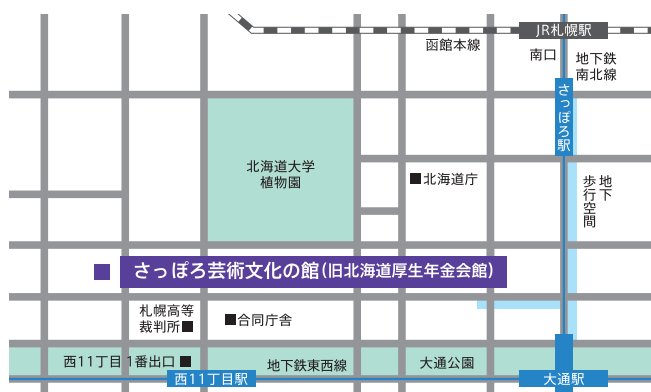 JR札幌駅
函館本線
南口
地下鉄
南北線
さっぽろ駅
北海道大学
植物園
北海道庁
地下
歩行空間
さっぽろ芸術文化の館(旧北海道厚生年金会館)
札幌高等
裁判所
合同庁舎
西11丁目 1番出口
地下鉄東西線
大通公園
西11丁目駅
大通駅